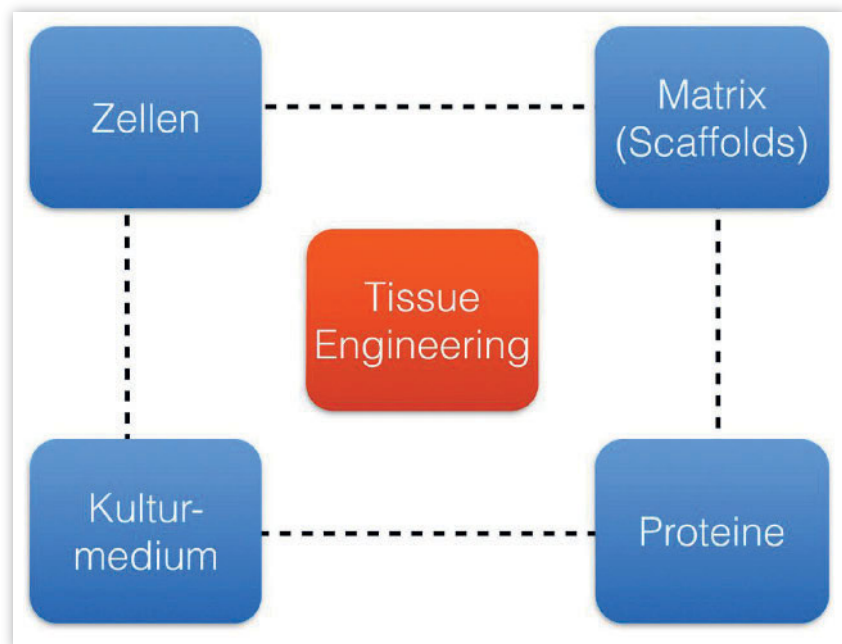 Zellen
Matrix
(Scaffolds)
Tissue
Engineering
Kultur-
medium
Proteine